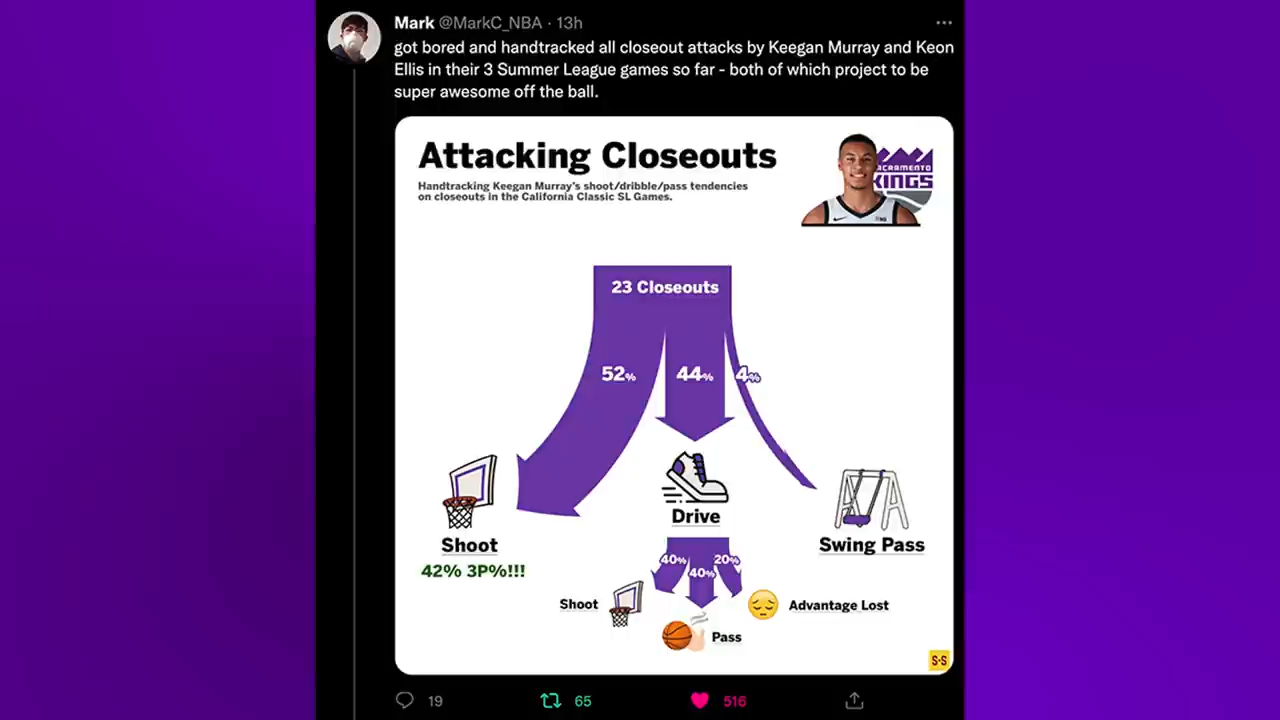 Mark @MarkC_NBA · 13h
got bored and handtracked all closeout attacks by Keegan Murray and Keon
Ellis in their 3 Summer League games so far - both of which project to be
super awesome off the ball.
Attacking Closeouts
Handtracking Keegan Murray's shoot/dribble/pass tendencies
on closeouts in the California Classic SL Games.
KINGS
23 Closeouts
52%
44%
4%
Shoot
42% 3P%!!!
Drive
Swing Pass
40%
40%
20%
Shoot
Pass
Advantage Lost
S·S
19
65
516